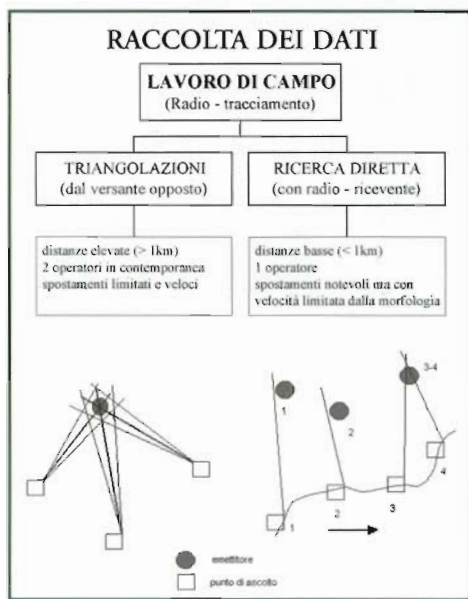 RACCOLTA DEI DATI
LAVORO DI CAMPO
(Radio - tracciamento)
TRIANGOLAZIONI
(dal versante opposto)
RICERCA DIRETTA
(con radio - ricevente)
distanze elevate (> 1km)
2 operatori in contemporanea
spostamenti limitati e veloci
distanze basse (< 1km)
1 operatore
spostamenti notevoli ma con
velocità limitata dalla morfologia
1
2
3-4
1
2
3
4
emettitore
punto di ascolto